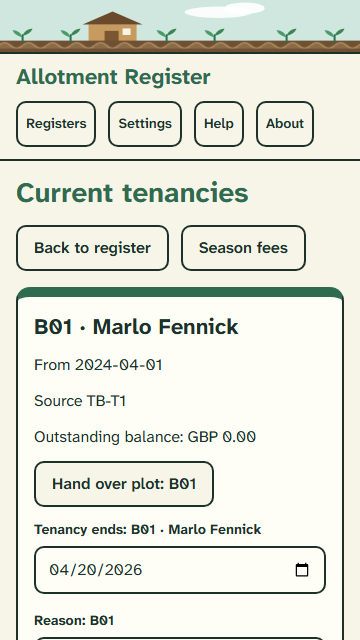 Allotment Register
Registers Settings Help About
Current tenancies
Back to register Season fees
B01 · Marlo Fennick
From 2024-04-01
Source TB-T1
Outstanding balance: GBP 0.00
Hand over plot: B01
Tenancy ends: B01 · Marlo Fennick
04/20/2026
Reason: B01